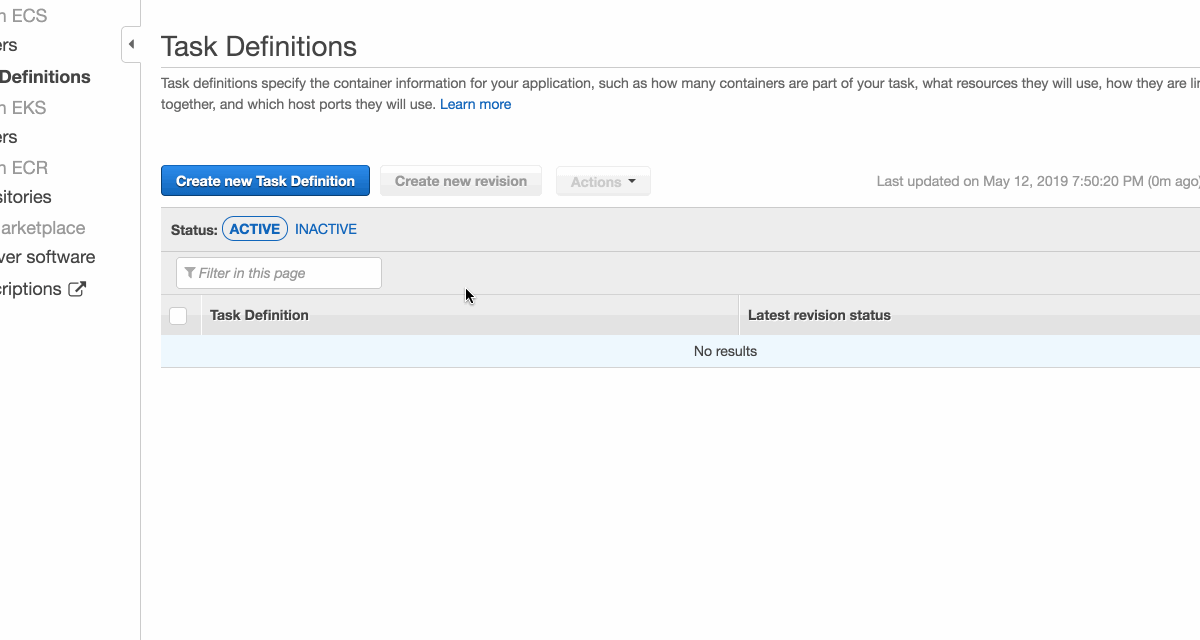 n ECS
ers
Definitions
n EKS
ers
n ECR
sitories
arketplace
ver software
criptions
Task Definitions
Task definitions specify the container information for your application, such as how many containers are part of your task, what resources they will use, how they are lin
together, and which host ports they will use. Learn more
Create new Task Definition
Create new revision
Actions
Last updated on May 12, 2019 7:50:20 PM (0m ago)
Status: ACTIVE INACTIVE
Filter in this page
Task Definition
Latest revision status
No results